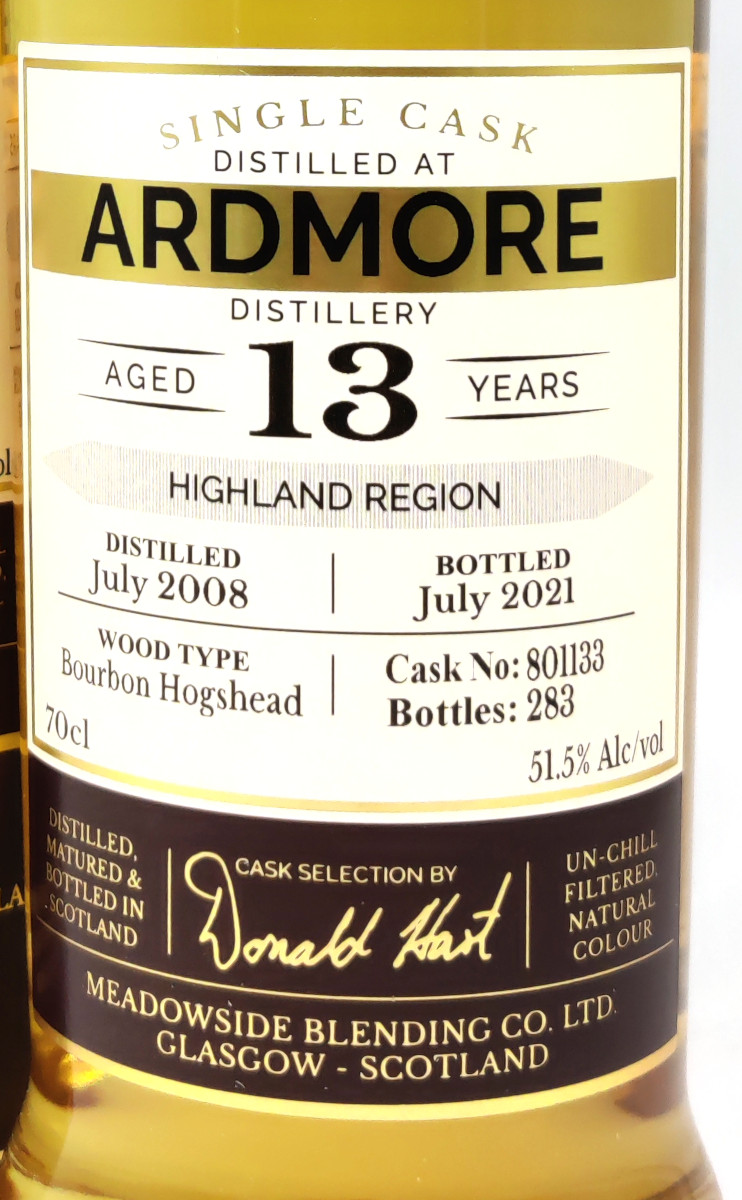 SINGLE CASK
DISTILLED AT
ARDMORE
DISTILLERY
AGED 13 YEARS
HIGHLAND REGION
DISTILLED
July 2008
BOTTLED
July 2021
WOOD TYPE
Bourbon Hogshead
Cask No: 801133
Bottles: 283
70cl
51.5% Alc/vol
DISTILLED,
MATURED &
BOTTLED IN
SCOTLAND
CASK SELECTION BY
Donald Hart
UN-CHILL
FILTERED.
NATURAL
COLOUR
MEADOWSIDE BLENDING CO. LTD.
GLASGOW - SCOTLAND